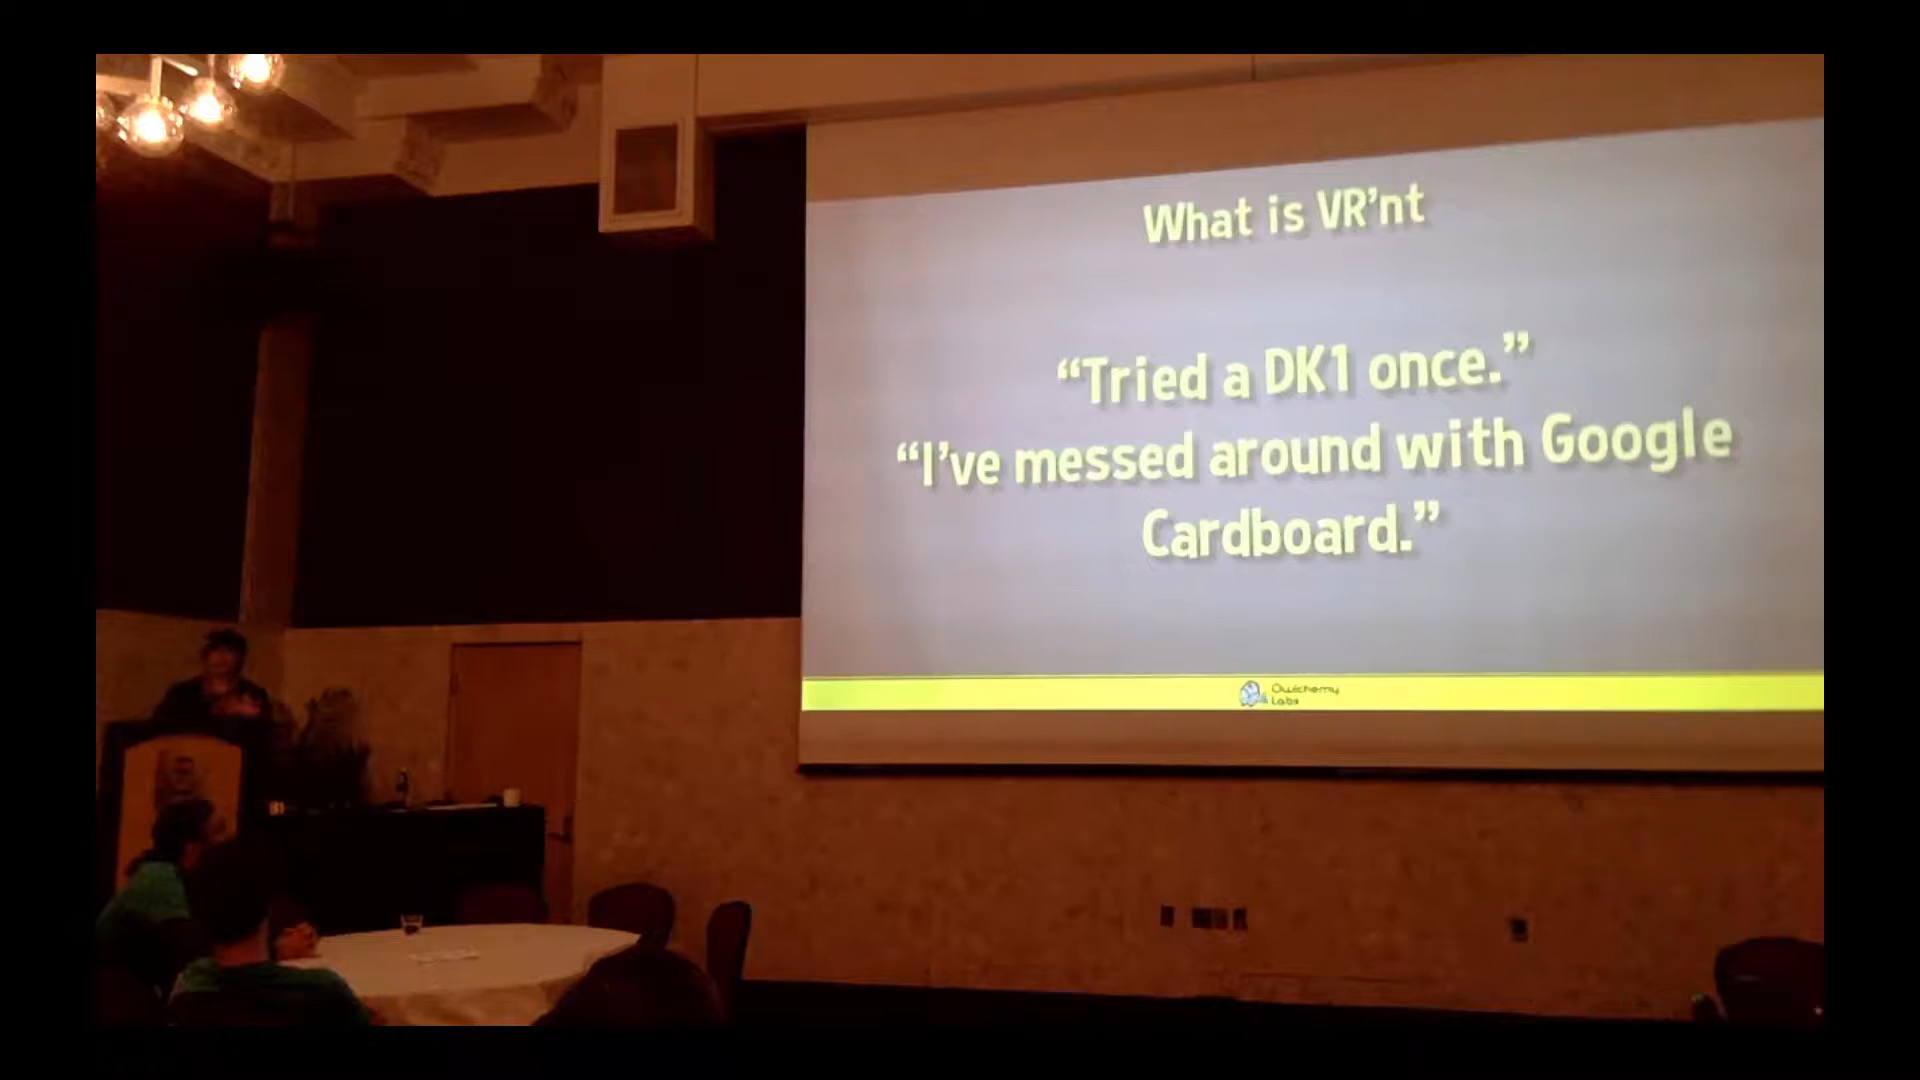 What is VR'nt
“Tried a DK1 once.”
“I've messed around with Google
Cardboard.”
Owlchemy
Labs